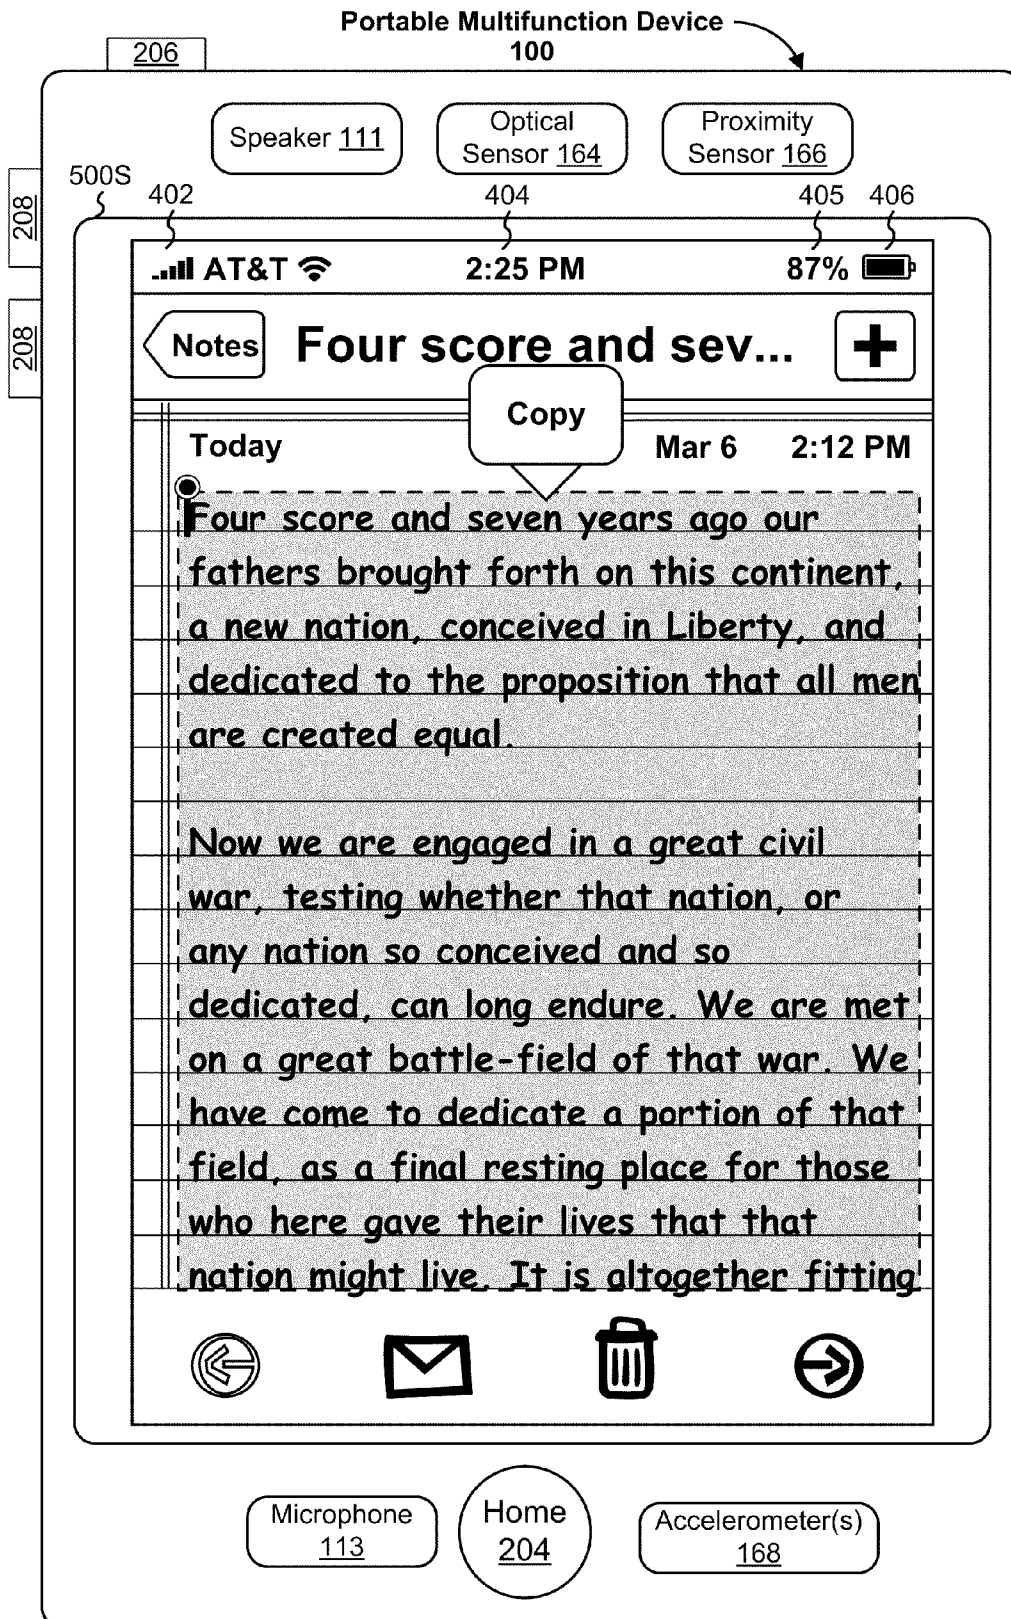 Portable Multifunction Device
100
206
Speaker 111
Optical
Sensor 164
Proximity
Sensor 166
208
208
500S
402
404
405
406
AT&T
2:25 PM
87%
Notes
Four score and sev...
Copy
Today
Mar 6
2:12 PM
Four score and seven years ago our
fathers brought forth on this continent,
a new nation, conceived in Liberty, and
dedicated to the proposition that all men
are created equal.
Now we are engaged in a great civil
war, testing whether that nation, or
any nation so conceived and so
dedicated, can long endure. We are met
on a great battle-field of that war. We
have come to dedicate a portion of that
field, as a final resting place for those
who here gave their lives that that
nation might live. It is altogether fitting
Microphone
113
Home
204
Accelerometer(s)
168